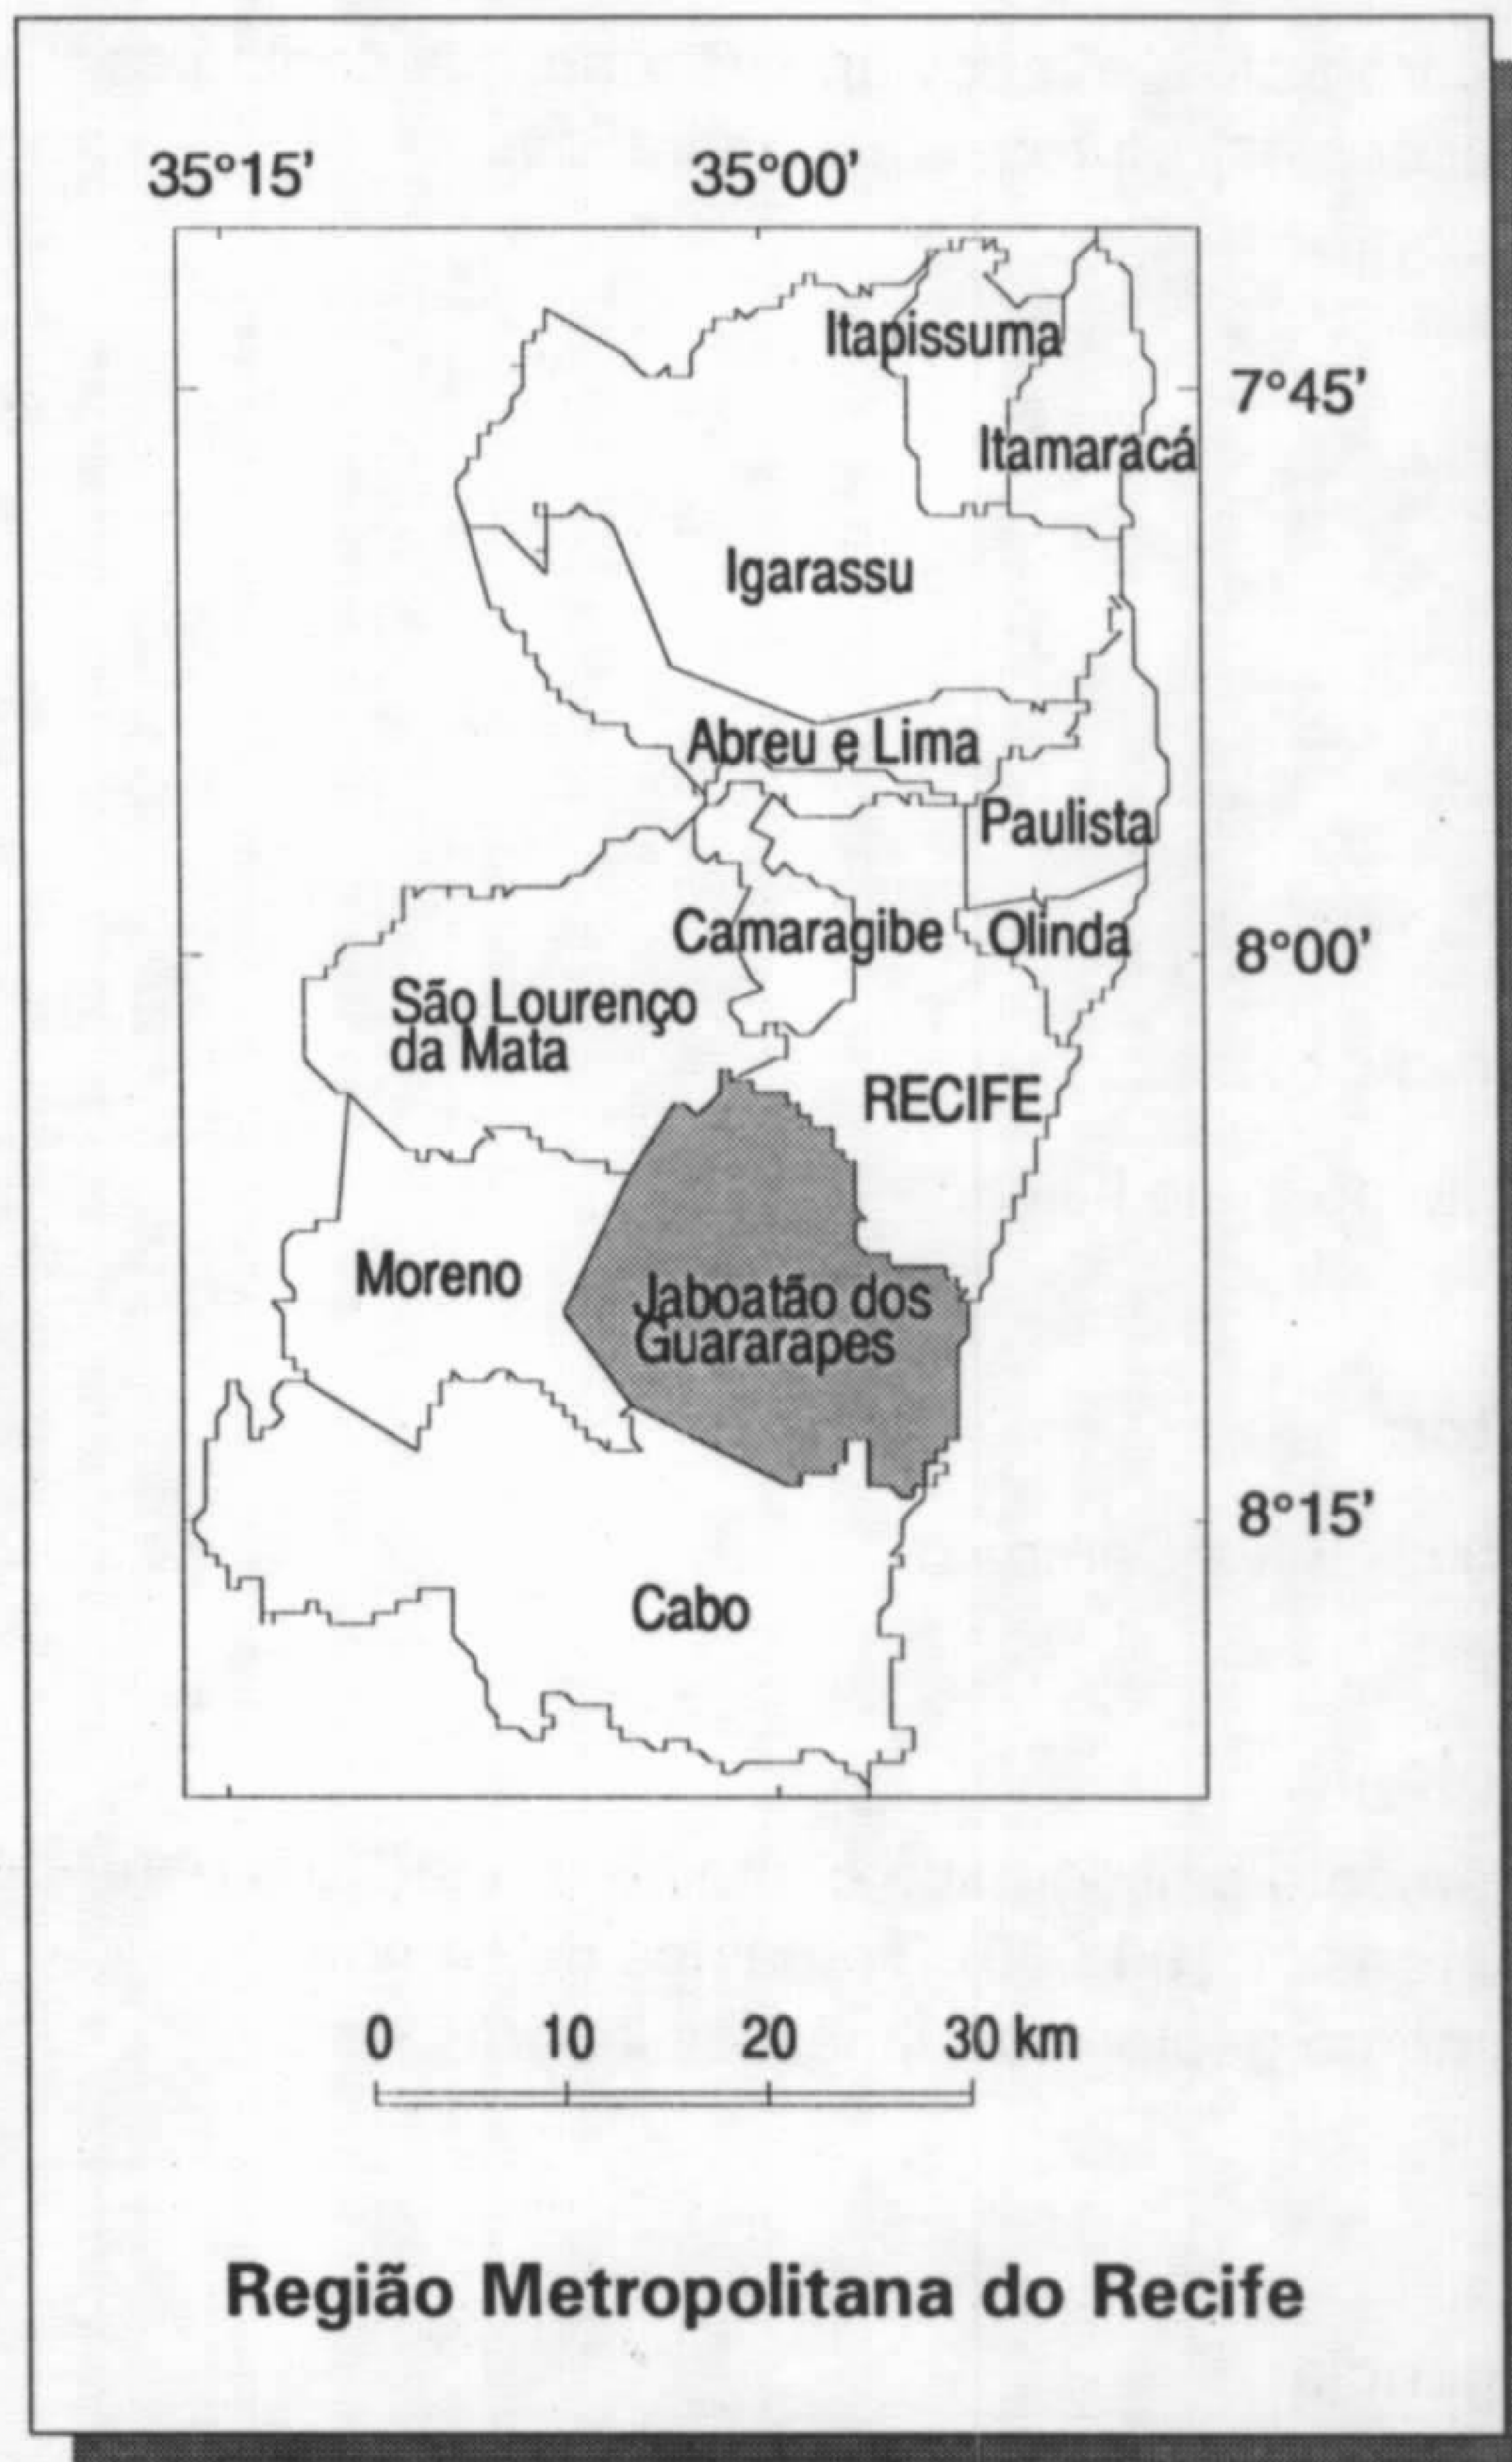 35°15’ 35°00’
Itapissuma
7°45’
Itamaracá
Igarassu
Abreu e Lima
Paulista
Camaragibe Olinda
8°00’
São Lourenço
da Mata
RECIFE
Moreno
Jaboatão dos
Guararapes
8°15’
Cabo
0 10 20 30 km
Região Metropolitana do Recife